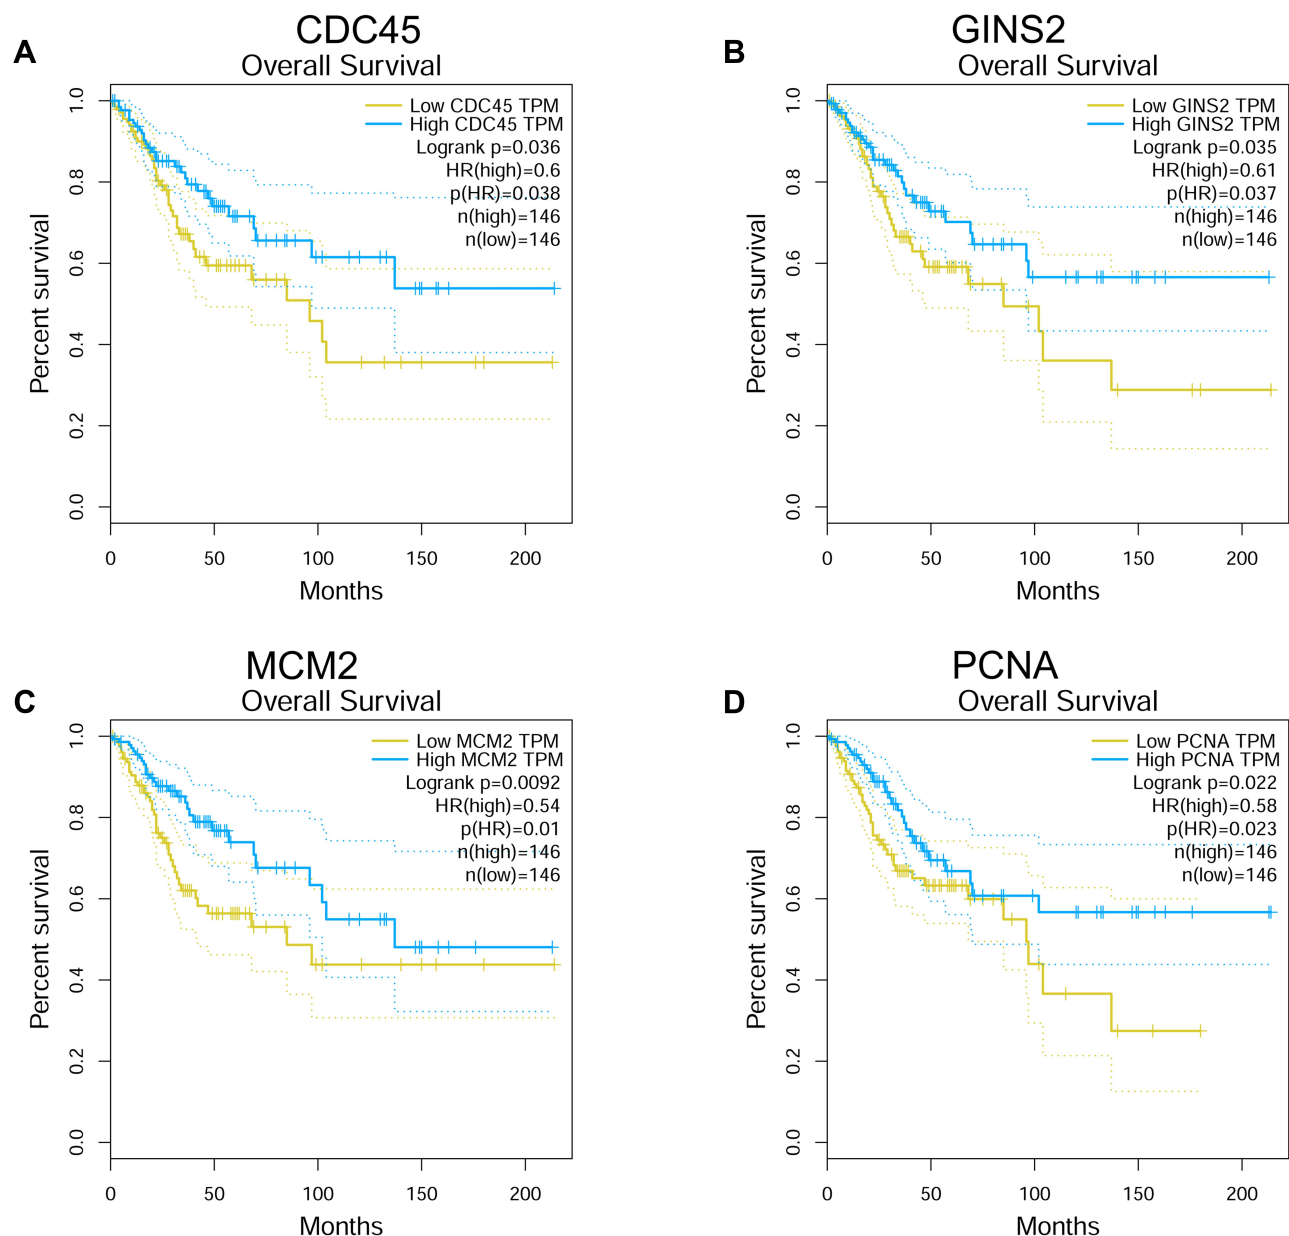 A
CDC45
Overall Survival
Low CDC45 TPM
High CDC45 TPM
Logrank p=0.036
HR(high)=0.6
p(HR)=0.038
n(high)=146
n(low)=146
Percent survival
0.0 0.2 0.4 0.6 0.8 1.0
0 50 100 150 200
Months
B
GINS2
Overall Survival
Low GINS2 TPM
High GINS2 TPM
Logrank p=0.035
HR(high)=0.61
p(HR)=0.037
n(high)=146
n(low)=146
Percent survival
0.0 0.2 0.4 0.6 0.8 1.0
0 50 100 150 200
Months
C
MCM2
Overall Survival
Low MCM2 TPM
High MCM2 TPM
Logrank p=0.0092
HR(high)=0.54
p(HR)=0.01
n(high)=146
n(low)=146
Percent survival
0.0 0.2 0.4 0.6 0.8 1.0
0 50 100 150 200
Months
D
PCNA
Overall Survival
Low PCNA TPM
High PCNA TPM
Logrank p=0.022
HR(high)=0.58
p(HR)=0.023
n(high)=146
n(low)=146
Percent survival
0.0 0.2 0.4 0.6 0.8 1.0
0 50 100 150 200
Months